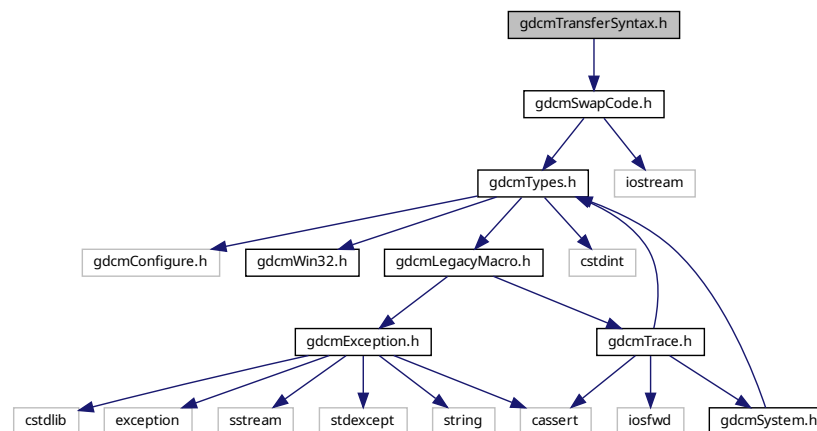 gdcmTransferSyntax.h
gdcmSwapCode.h
gdcmTypes.h
iostream
gdcmConfigure.h
gdcmWin32.h
gdcmLegacyMacro.h
cstdint
gdcmException.h
gdcmTrace.h
cstdlib
exception
sstream
stdexcept
string
cassert
iosfwd
gdcmSystem.h